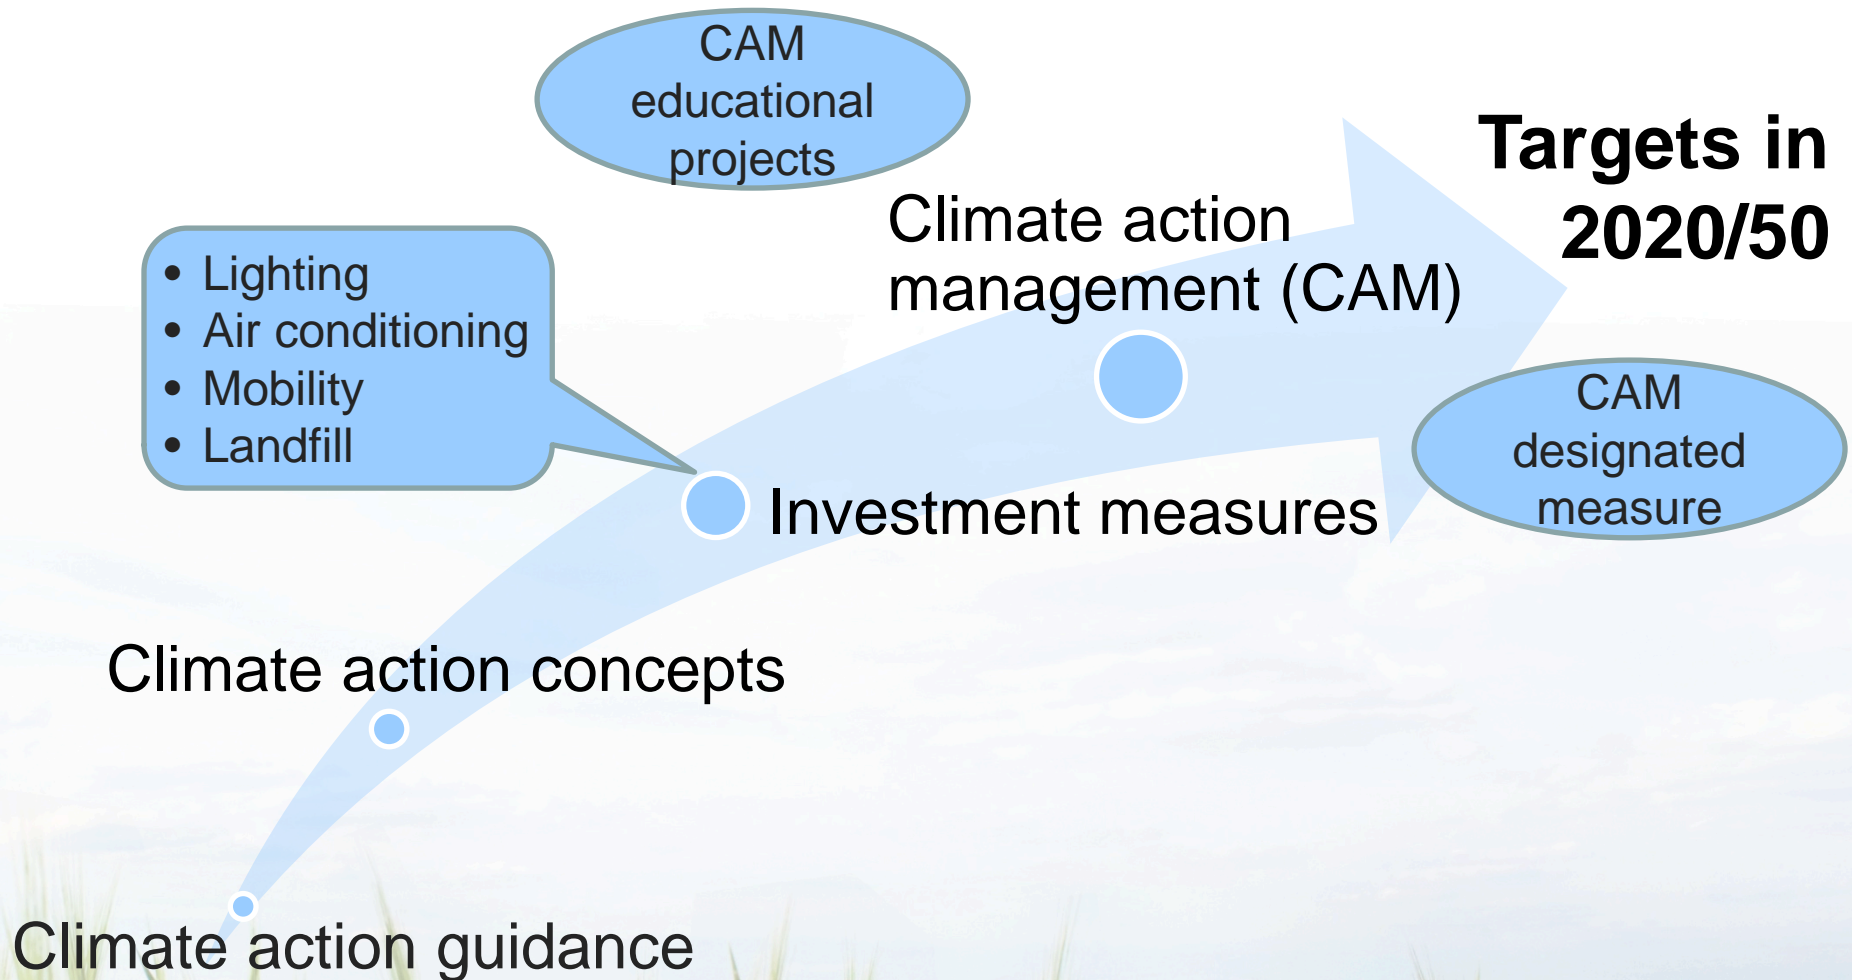 CAM
educational
projects
Targets in
2020/50
Climate action
management (CAM)
• Lighting
• Air conditioning
• Mobility
• Landfill
CAM
designated
measure
Investment measures
Climate action concepts
Climate action guidance